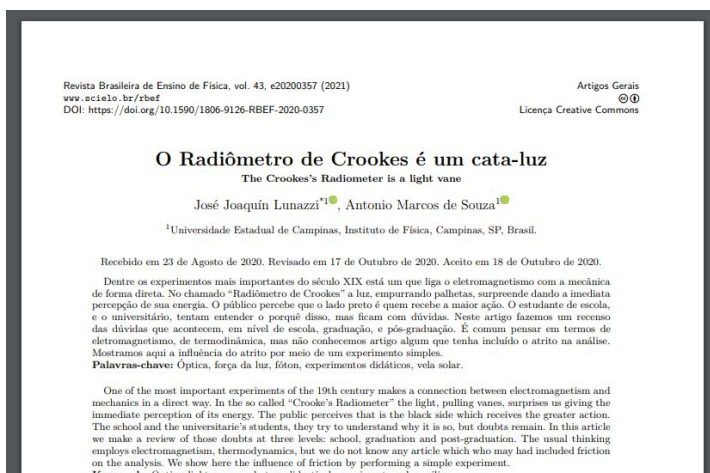 Revista Brasileira de Ensino de Física, vol. 43, e20200357 (2021)
www.scielo.br/rbef
DOI: https://doi.org/10.1590/1806-9126-RBEF-2020-0357
Artigos Gerais
Licença Creative Commons
O Radiômetro de Crookes é um cata-luz
The Crookes's Radiometer is a light vane
José Joaquín Lunazzi*1, Antonio Marcos de Souza1
1Universidade Estadual de Campinas, Instituto de Física, Campinas, SP, Brasil.
Recebido em 23 de Agosto de 2020. Revisado em 17 de Outubro de 2020. Aceito em 18 de Outubro de 2020.
Dentre os experimentos mais importantes do século XIX está um que liga o eletromagnetismo com a mecânica
de forma direta. No chamado "Radiômetro de Crookes" a luz, empurrando palhetas, surpreende dando a imediata
percepção de sua energia. O público percebe que o lado preto é quem recebe a maior ação. O estudante de escola,
e o universitário, tentam entender o porquê disso, mas ficam com dúvidas. Neste artigo fazemos um recenso
das dúvidas que acontecem, em nível de escola, graduação, e pós-graduação. É comum pensar em termos de
eletromagnetismo, de termodinâmica, mas não conhecemos artigo algum que tenha incluído o atrito na análise.
Mostramos aqui a influência do atrito por meio de um experimento simples.
Palavras-chave: Óptica, força da luz, fóton, experimentos didáticos, vela solar.
One of the most important experiments of the 19th century makes a connection between electromagnetism and
mechanics in a direct way. In the so called "Crooke's Radiometer" the light, pulling vanes, surprises us giving the
immediate perception of its energy. The public perceives that is the black side which receives the greater action.
The school and the universitarie's students, they try to understand why it is so, but doubts remain. In this article
we make a review of those doubts at three levels: school, graduation and post-graduation. The usual thinking
employs electromagnetism, thermodynamics, but we do not know any article which who may had included friction
on the analysis. We show here the influence of friction by performing a simple experiment.